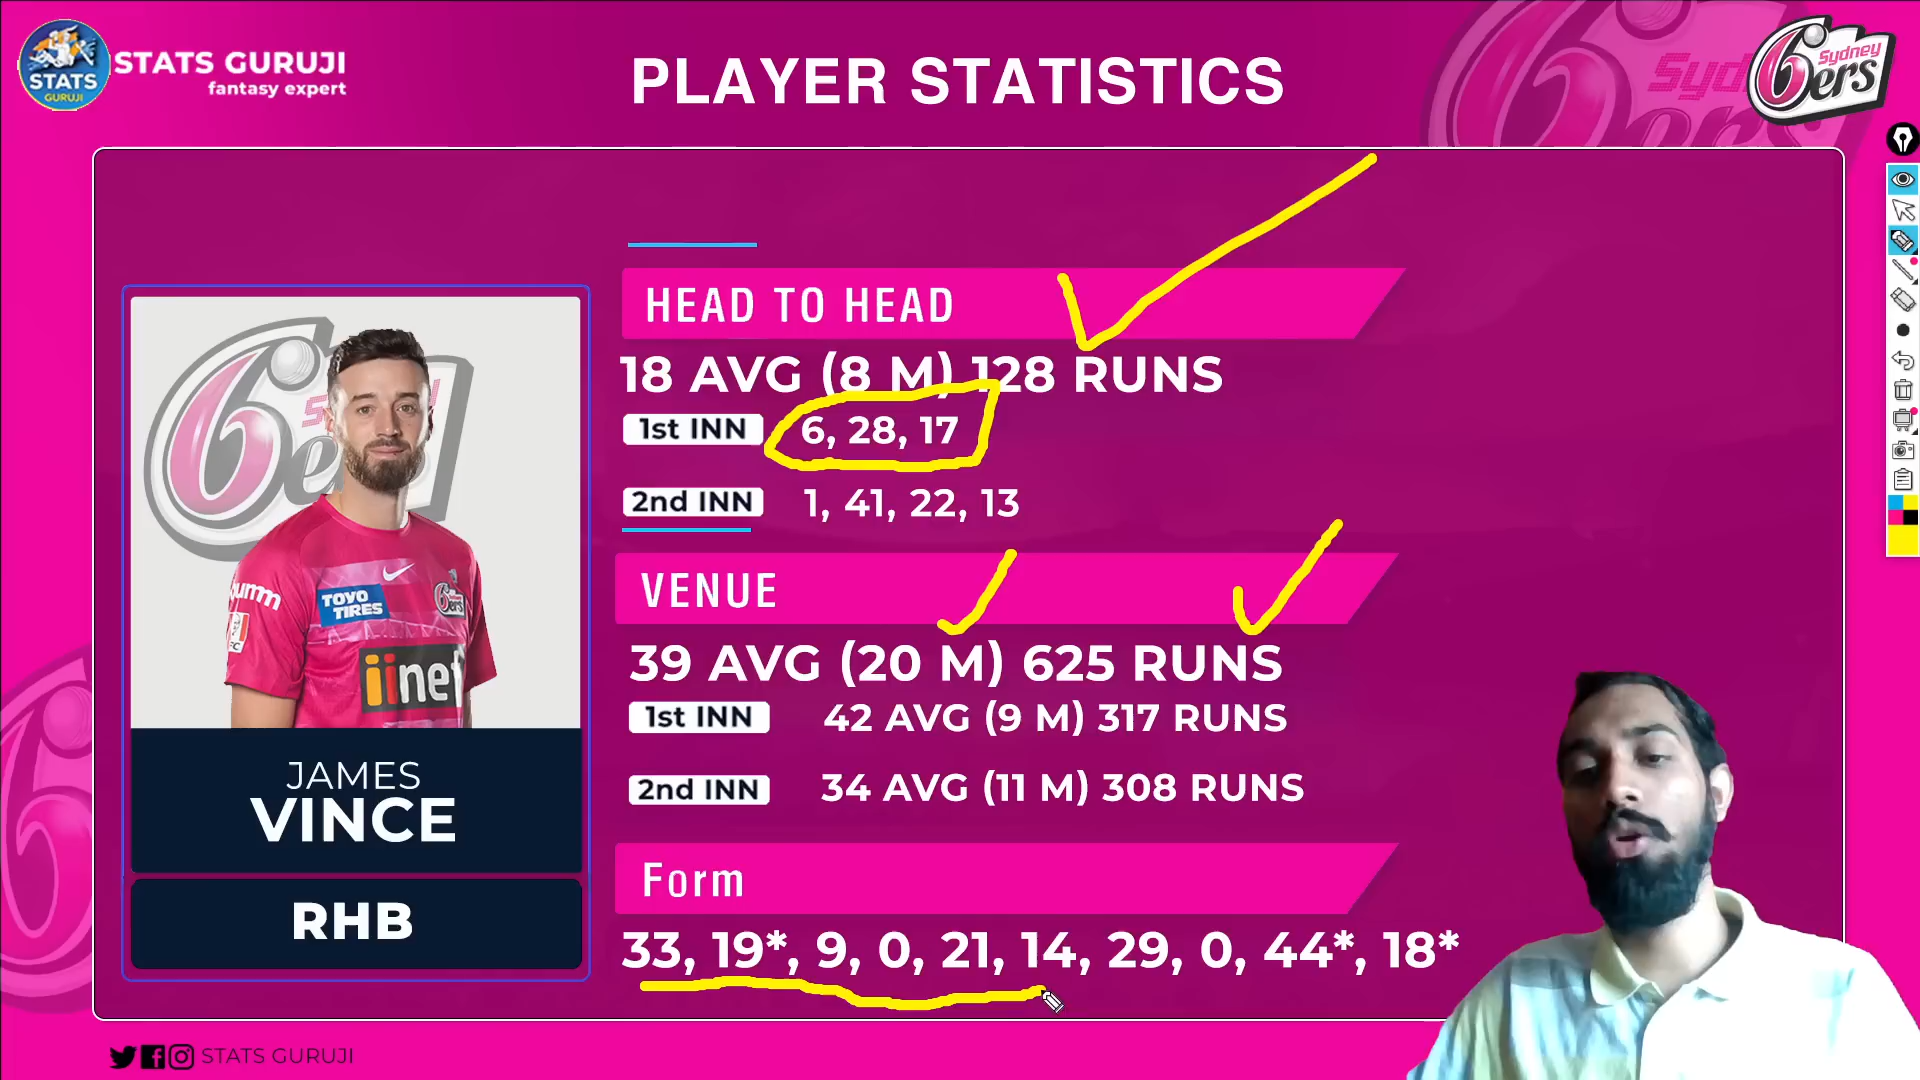 STATS GURUJI
fantasy expert
STATS
GURUJI
PLAYER STATISTICS
Sydney
6ers
HEAD TO HEAD
18 AVG (8 M) 128 RUNS
1st INN 6, 28, 17
2nd INN 1, 41, 22, 13
VENUE
39 AVG (20 M) 625 RUNS
1st INN 42 AVG (9 M) 317 RUNS
2nd INN 34 AVG (11 M) 308 RUNS
Form
33, 19*, 9, 0, 21, 14, 29, 0, 44*, 18*
TOYO
TIRES
iinet
JAMES
VINCE
RHB
STATS GURUJI